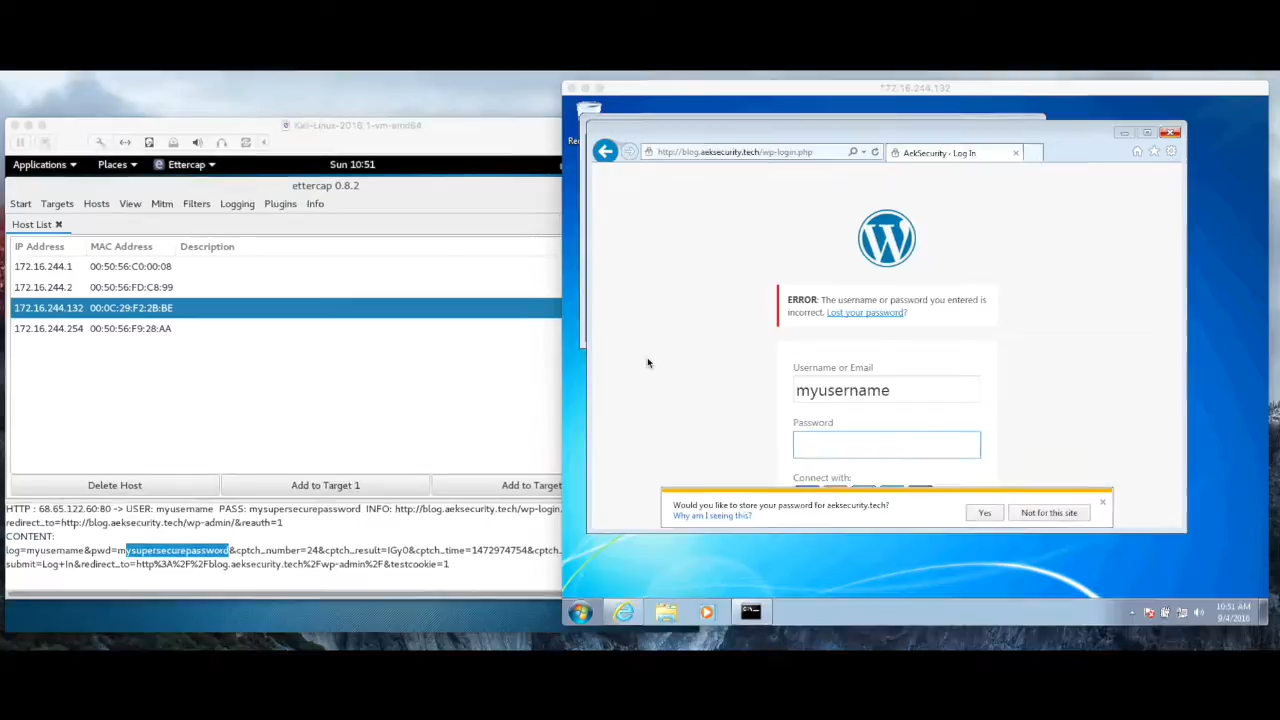 Kali-Linux-2016.1-vm-amd64
Applications Places Ettercap Sun 10:51
ettercap 0.8.2
Start Targets Hosts View Mitm Filters Logging Plugins Info
Host List
IP Address MAC Address Description
172.16.244.1 00:50:56:C0:00:08
172.16.244.2 00:50:56:FD:C8:99
172.16.244.132 00:0C:29:F2:2B:BE
172.16.244.254 00:50:56:F9:28:AA
Delete Host Add to Target 1 Add to Target
HTTP : 68.65.122.60:80 -> USER: myusername PASS: mysupersecurepassword INFO: http://blog.aeksecurity.tech/wp-login.
redirect_to=http://blog.aeksecurity.tech/wp-admin/&reauth=1
CONTENT:
log=myusername&pwd=mysupersecurepassword&cptch_number=24&cptch_result=IGy0&cptch_time=1472974754&cptch_
submit=Log+In&redirect_to=http%3A%2F%2Fblog.aeksecurity.tech%2Fwp-admin%2F&testcookie=1
172.16.244.132
http://blog.aeksecurity.tech/wp-login.php
AekSecurity › Log In
ERROR: The username or password you entered is
incorrect. Lost your password?
Username or Email
myusername
Password
Connect with:
Would you like to store your password for aeksecurity.tech?
Why am I seeing this?
Yes
Not for this site
10:51 AM
9/4/2016